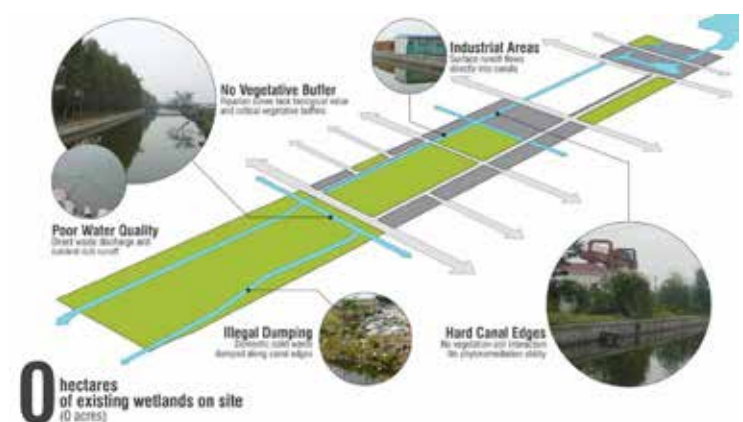 Industrial Areas
Surface runoff flows
directly into canals
No Vegetative Buffer
Riparian zones lack biological value
and critical vegetative buffers
Poor Water Quality
Direct waste discharge and
nutrient-rich runoff
Illegal Dumping
Domestic solid waste
dumped along canal edges
Hard Canal Edges
No vegetation-soil interaction
No phytoremediation ability
0 hectares
of existing wetlands on site
(0 acres)